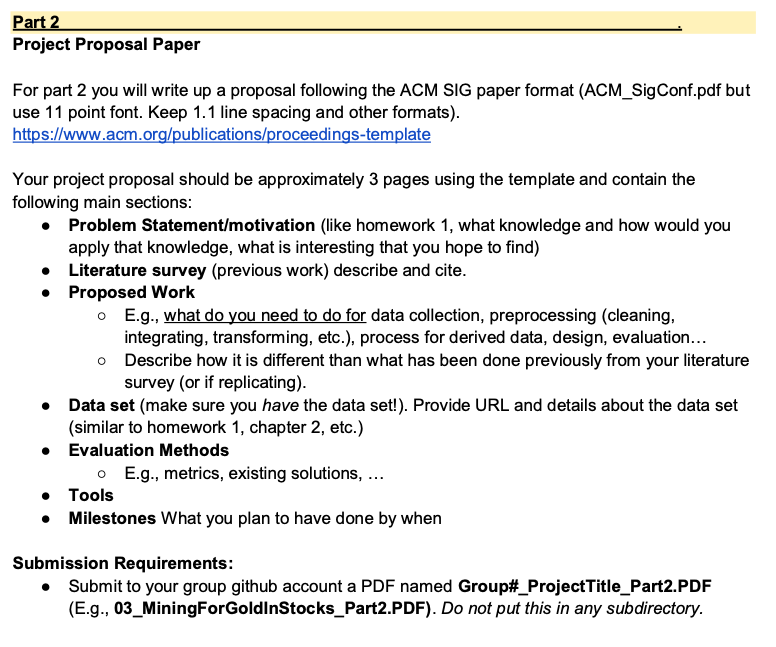 Part 2 .
Project Proposal Paper
For part 2 you will write up a proposal following the ACM SIG paper format (ACM_SigConf.pdf but
use 11 point font. Keep 1.1 line spacing and other formats).
https://www.acm.org/publications/proceedings-template
Your project proposal should be approximately 3 pages using the template and contain the
following main sections:
● Problem Statement/motivation (like homework 1, what knowledge and how would you
apply that knowledge, what is interesting that you hope to find)
● Literature survey (previous work) describe and cite.
● Proposed Work
○ E.g., what do you need to do for data collection, preprocessing (cleaning,
integrating, transforming, etc.), process for derived data, design, evaluation…
○ Describe how it is different than what has been done previously from your literature
survey (or if replicating).
● Data set (make sure you have the data set!). Provide URL and details about the data set
(similar to homework 1, chapter 2, etc.)
● Evaluation Methods
○ E.g., metrics, existing solutions, …
● Tools
● Milestones What you plan to have done by when
Submission Requirements:
● Submit to your group github account a PDF named Group#_ProjectTitle_Part2.PDF
(E.g., 03_MiningForGoldInStocks_Part2.PDF). Do not put this in any subdirectory.